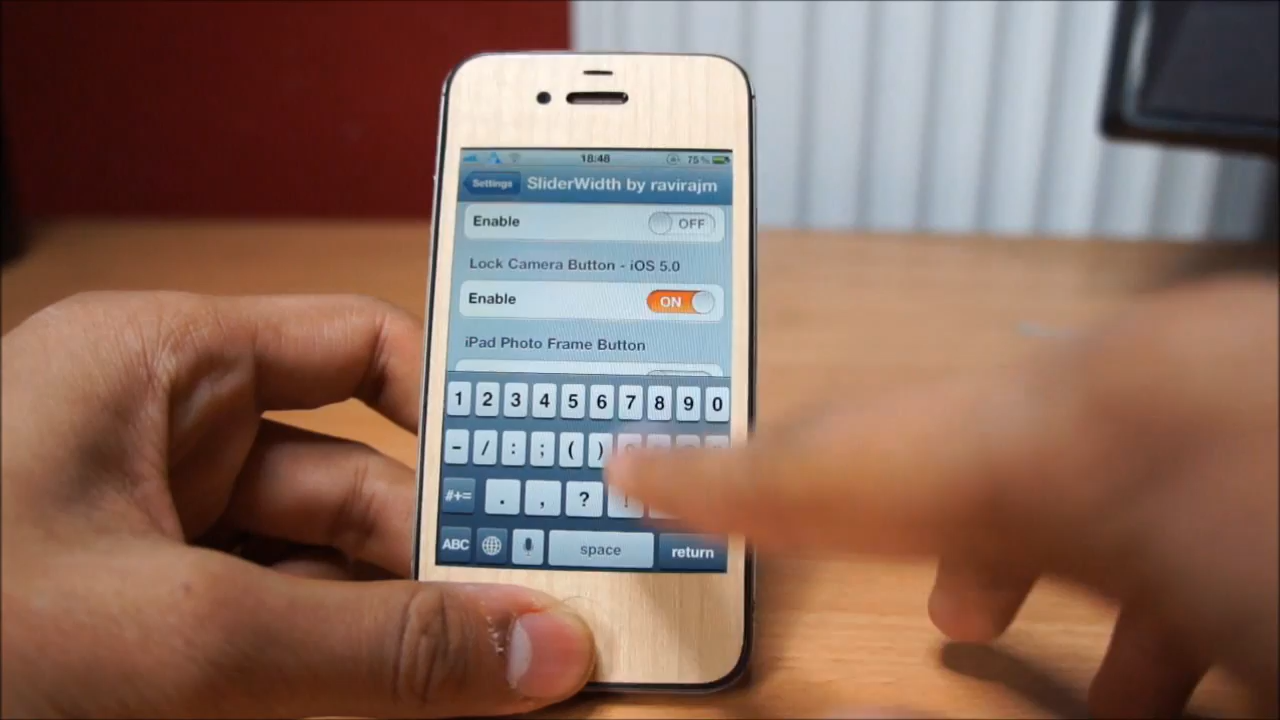 18:48 75%
Settings SliderWidth by ravirajm
Enable OFF
Lock Camera Button - iOS 5.0
Enable ON
iPad Photo Frame Button
1 2 3 4 5 6 7 8 9 0
- / : ; ( )
#+= . , ? !
ABC space return